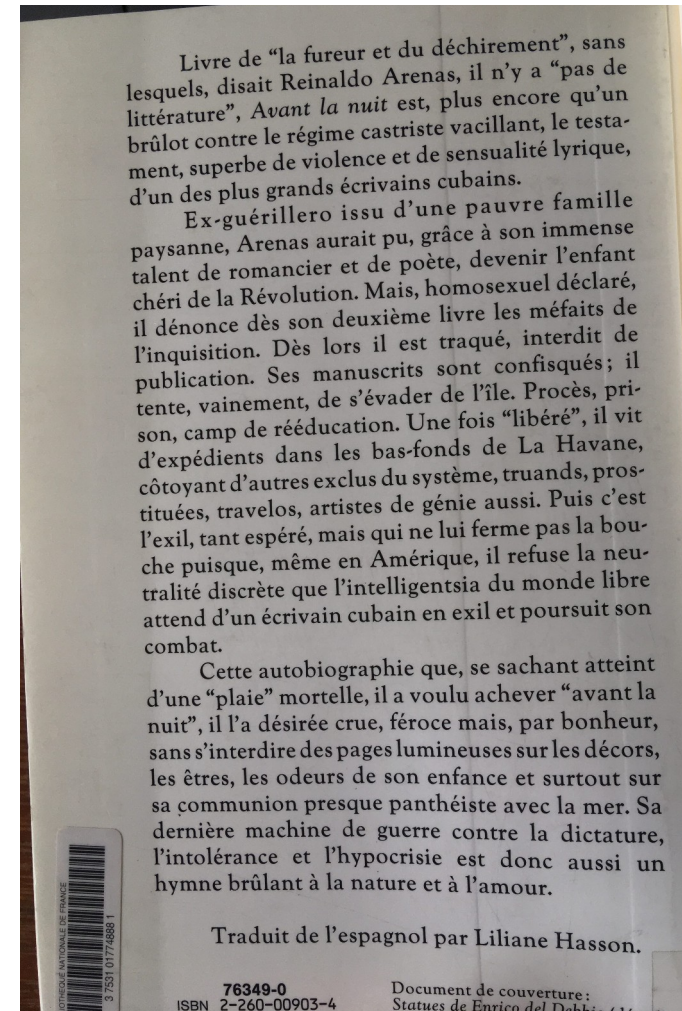 Livre de “la fureur et du déchirement”, sans
lesquels, disait Reinaldo Arenas, il n’y a “pas de
littérature”, Avant la nuit est, plus encore qu’un
brûlot contre le régime castriste vacillant, le testa-
ment, superbe de violence et de sensualité lyrique,
d’un des plus grands écrivains cubains.
Ex-guérillero issu d’une pauvre famille
paysanne, Arenas aurait pu, grâce à son immense
talent de romancier et de poète, devenir l’enfant
chéri de la Révolution. Mais, homosexuel déclaré,
il dénonce dès son deuxième livre les méfaits de
l’inquisition. Dès lors il est traqué, interdit de
publication. Ses manuscrits sont confisqués ; il
tente, vainement, de s’évader de l’île. Procès, pri-
son, camp de rééducation. Une fois “libéré”, il vit
d’expédients dans les bas-fonds de La Havane,
côtoyant d’autres exclus du système, truands, pros-
tituées, travelos, artistes de génie aussi. Puis c’est
l’exil, tant espéré, mais qui ne lui ferme pas la bou-
che puisque, même en Amérique, il refuse la neu-
tralité discrète que l’intelligentsia du monde libre
attend d’un écrivain cubain en exil et poursuit son
combat.
Cette autobiographie que, se sachant atteint
d’une “plaie” mortelle, il a voulu achever “avant la
nuit”, il l’a désirée crue, féroce mais, par bonheur,
sans s’interdire des pages lumineuses sur les décors,
les êtres, les odeurs de son enfance et surtout sur
sa communion presque panthéiste avec la mer. Sa
dernière machine de guerre contre la dictature,
l’intolérance et l’hypocrisie est donc aussi un
hymne brûlant à la nature et à l’amour.
Traduit de l’espagnol par Liliane Hasson.
76349-0
ISBN 2-260-00903-4
Document de couverture :
Statues de Enrico del
NATIONALE DE FRANCE
3 7531 01774888 1